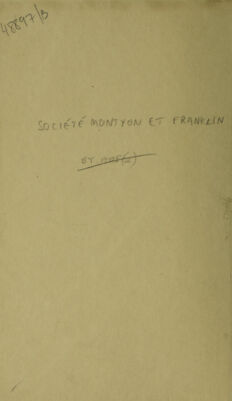 48897/B
SOCIÉTÉ MONTYON ET FRANKLIN